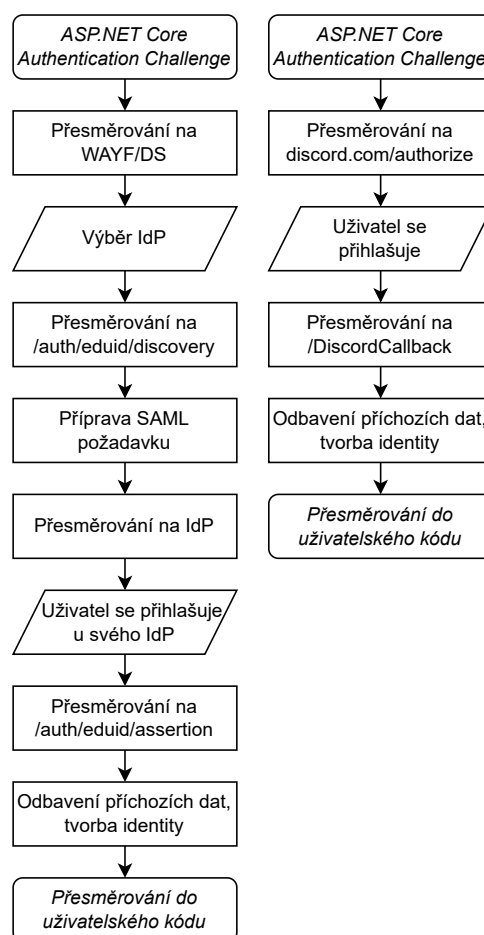 ASP.NET Core
Authentication Challenge
Přesměrování na
WAYF/DS
Výběr IdP
Přesměrování na
/auth/eduid/discovery
Příprava SAML
požadavku
Přesměrování na IdP
Uživatel se přihlašuje
u svého IdP
Přesměrování na
/auth/eduid/assertion
Odbavení příchozích dat,
tvorba identity
Přesměrování do
uživatelského kódu
ASP.NET Core
Authentication Challenge
Přesměrování na
discord.com/authorize
Uživatel se
přihlašuje
Přesměrování na
/DiscordCallback
Odbavení příchozích dat,
tvorba identity
Přesměrování do
uživatelského kódu